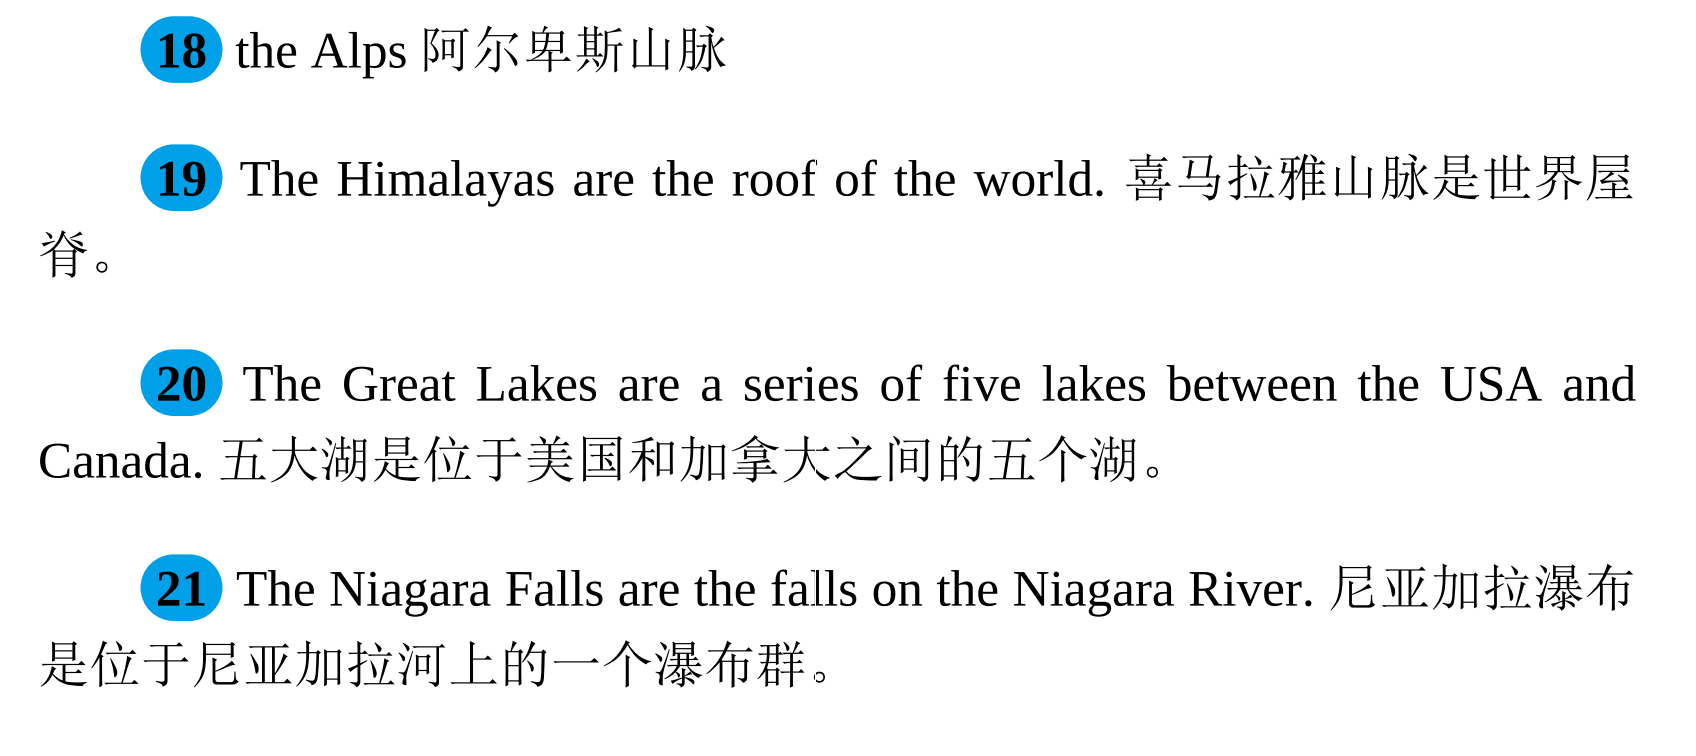 18 the Alps 阿尔卑斯山脉
19 The Himalayas are the roof of the world. 喜马拉雅山脉是世界屋
脊。
20 The Great Lakes are a series of five lakes between the USA and
Canada. 五大湖是位于美国和加拿大之间的五个湖。
21 The Niagara Falls are the falls on the Niagara River. 尼亚加拉瀑布
是位于尼亚加拉河上的一个瀑布群。